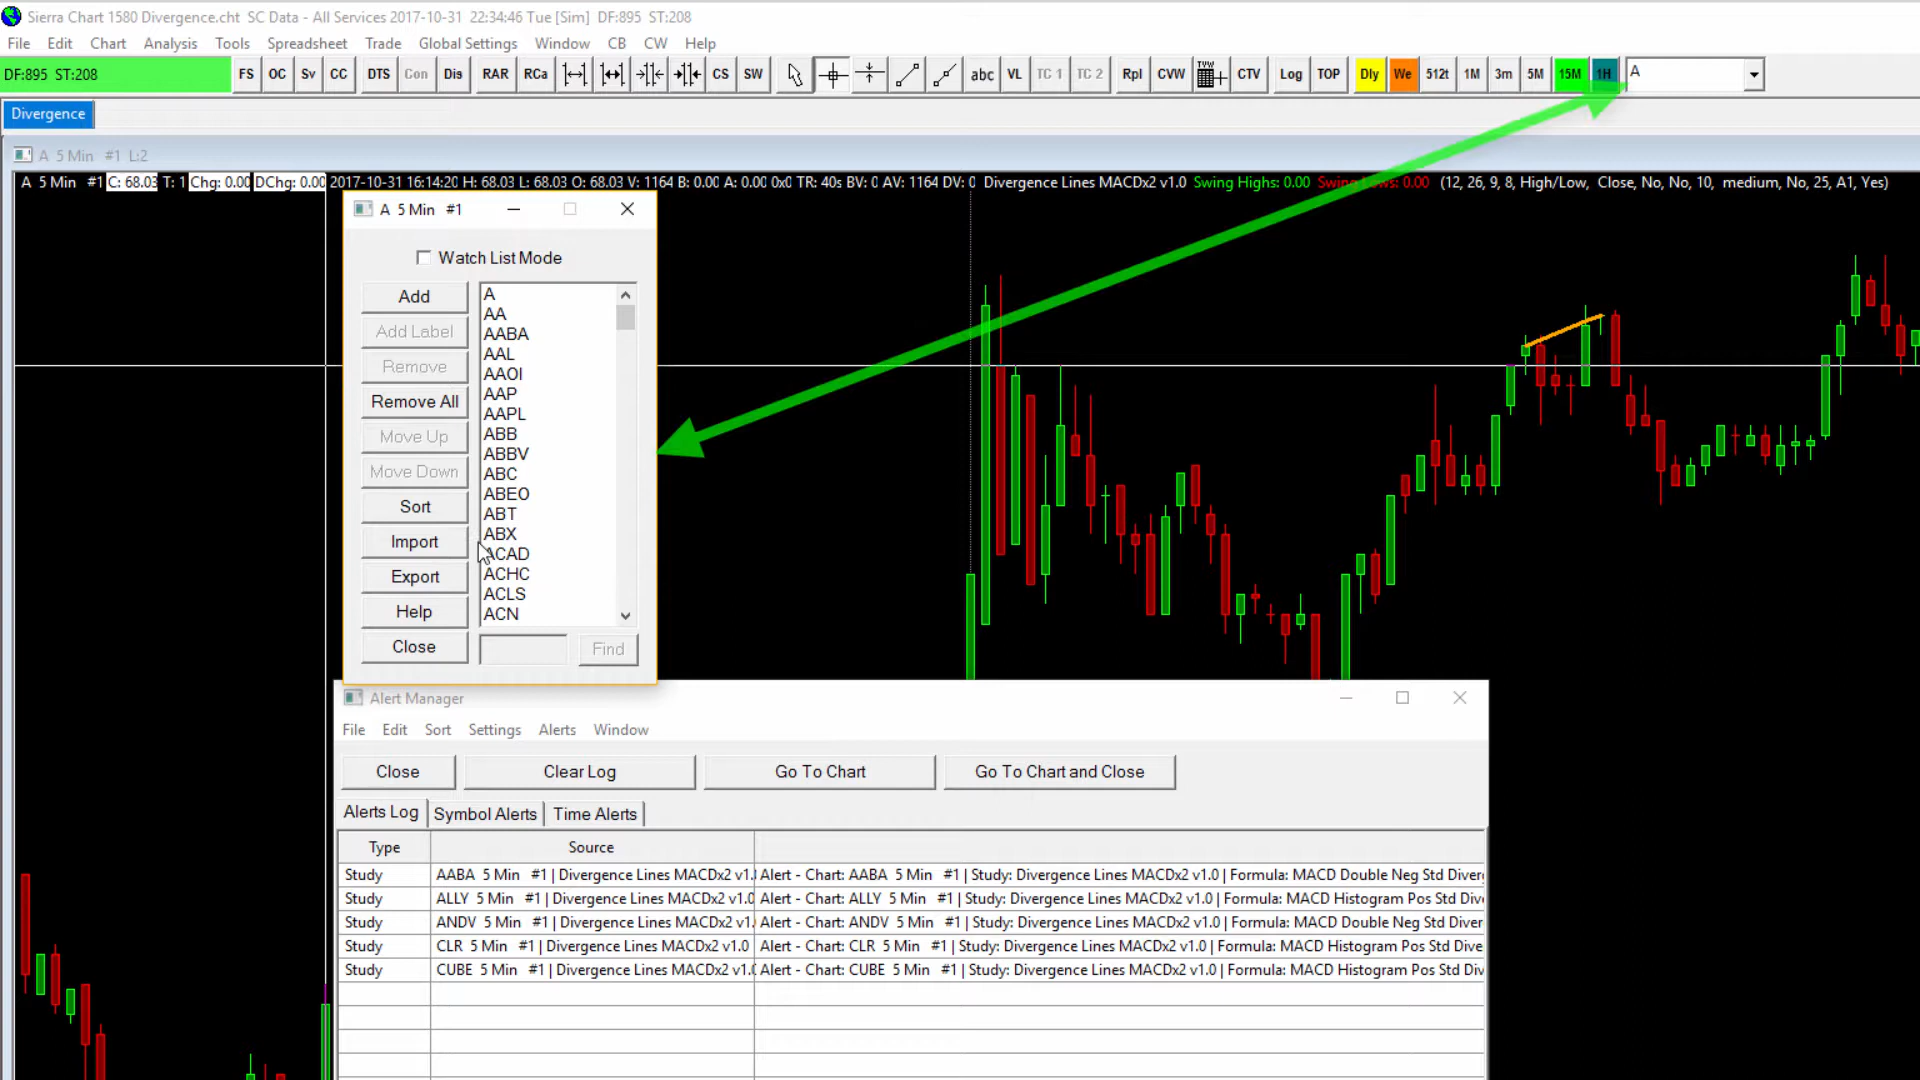 Sierra Chart 1580 Divergence.cht SC Data - All Services 2017-10-31 22:34:46 Tue [Sim] DF:895 ST:208
File Edit Chart Analysis Tools Spreadsheet Trade Global Settings Window CB CW Help
DF:895 ST:208 FS OC Sv CC DTS Con Dis RAR RCa CS SW abc VL TC 1 TC 2 Rpl CVW TVW CTV Log TOP Dly We 512t 1M 3m 5M 15M 1H A
Divergence
A 5 Min #1 L:2
A 5 Min #1 C: 68.03 T: 1 Chg: 0.00 DChg: 0.00 2017-10-31 16:14:20 H: 68.03 L: 68.03 O: 68.03 V: 1164 B: 0.00 A: 0.00 0x0 TR: 40s BV: 0 AV: 1164 DV: 0 Divergence Lines MACDx2 v1.0 Swing Highs: 0.00 Swing Lows: 0.00 (12, 26, 9, 8, High/Low, Close, No, No, 10, medium, No, 25, A1, Yes)
A 5 Min #1
Watch List Mode
Add
Add Label
Remove
Remove All
Move Up
Move Down
Sort
Import
Export
Help
Close
A
AA
AABA
AAL
AAOI
AAP
AAPL
ABB
ABBV
ABC
ABEO
ABT
ABX
ACAD
ACHC
ACLS
ACN
Find
Alert Manager
File Edit Sort Settings Alerts Window
Close Clear Log Go To Chart Go To Chart and Close
Alerts Log Symbol Alerts Time Alerts
Type Source
Study AABA 5 Min #1 | Divergence Lines MACDx2 v1. Alert - Chart: AABA 5 Min #1 | Study: Divergence Lines MACDx2 v1.0 | Formula: MACD Double Neg Std Diver
Study ALLY 5 Min #1 | Divergence Lines MACDx2 v1.0 Alert - Chart: ALLY 5 Min #1 | Study: Divergence Lines MACDx2 v1.0 | Formula: MACD Histogram Pos Std Div
Study ANDV 5 Min #1 | Divergence Lines MACDx2 v1. Alert - Chart: ANDV 5 Min #1 | Study: Divergence Lines MACDx2 v1.0 | Formula: MACD Double Neg Std Diver
Study CLR 5 Min #1 | Divergence Lines MACDx2 v1.0 Alert - Chart: CLR 5 Min #1 | Study: Divergence Lines MACDx2 v1.0 | Formula: MACD Histogram Pos Std Dive
Study CUBE 5 Min #1 | Divergence Lines MACDx2 v1.0 Alert - Chart: CUBE 5 Min #1 | Study: Divergence Lines MACDx2 v1.0 | Formula: MACD Histogram Pos Std Div